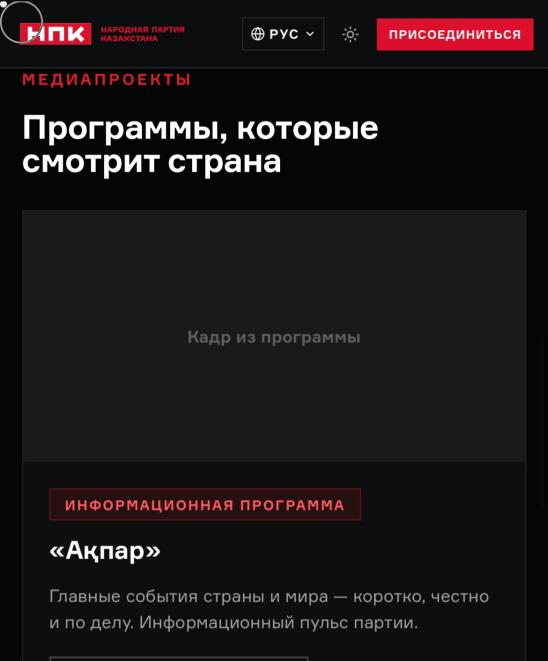 НПК
НАРОДНАЯ ПАРТИЯ
КАЗАХСТАНА
РУС
ПРИСОЕДИНИТЬСЯ
МЕДИАПРОЕКТЫ
Программы, которые
смотрит страна
Кадр из программы
ИНФОРМАЦИОННАЯ ПРОГРАММА
«Ақпар»
Главные события страны и мира — коротко, честно
и по делу. Информационный пульс партии.